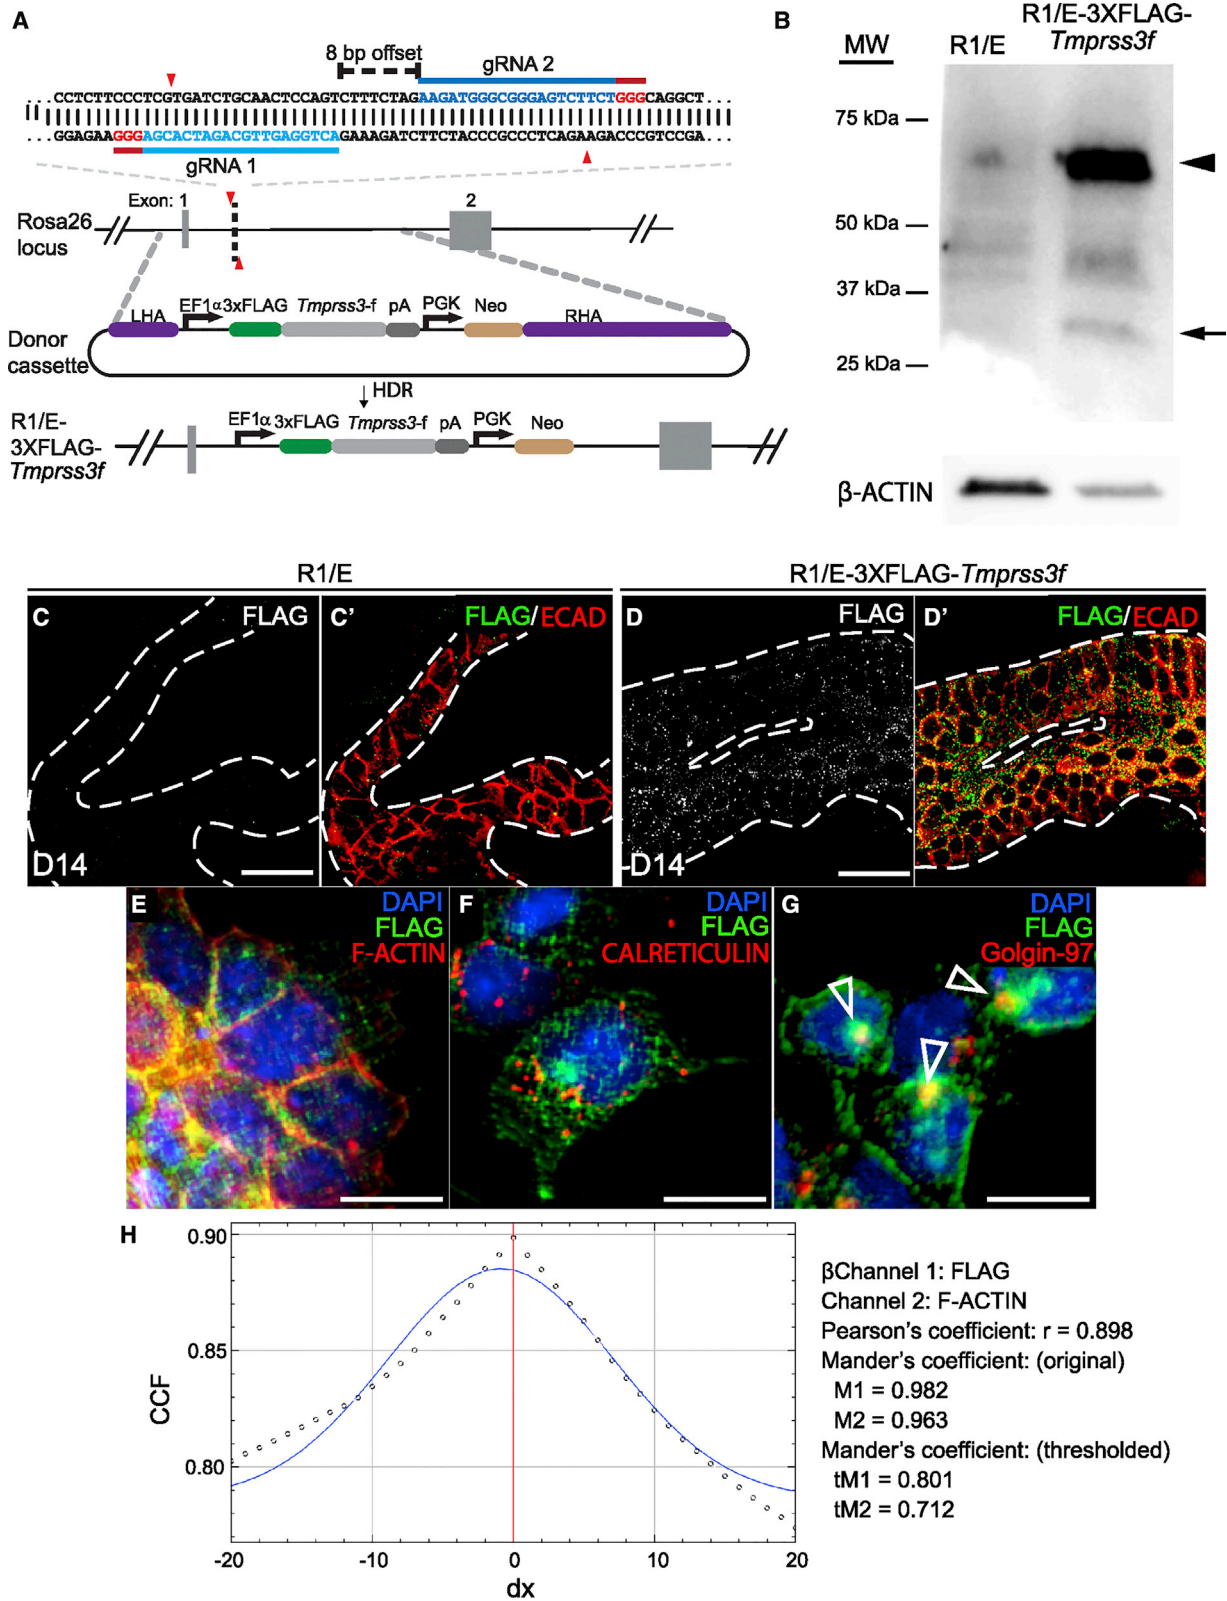 A
8 bp offset
gRNA 2
...CCTCTTCCCTCGTGATCTGCAACTCCAGTCTTTCTAGAAGATGGGCGGGAGTCTTCTGGGCAGGCT...
GGAGAAGGGAGCACTAGACGTTGAGGTCAGAAAGATCTTCTACCCGCCCTCAGAAGACCCGTCCGA...
gRNA 1
Exon: 1
2
Rosa26
locus
LHA
EF1α
3xFLAG
Tmprss3-f
pA
PGK
Neo
RHA
Donor
cassette
HDR
R1/E-
3XFLAG-
Tmprss3f
EF1α
3xFLAG
Tmprss3-f
pA
PGK
Neo
B
MW
R1/E
R1/E-3XFLAG-
Tmprss3f
75 kDa
50 kDa
37 kDa
25 kDa
β-ACTIN
R1/E
R1/E-3XFLAG-Tmprss3f
C
FLAG
D14
C'
FLAG/ECAD
D
FLAG
D14
D'
FLAG/ECAD
E
DAPI
FLAG
F-ACTIN
F
DAPI
FLAG
CALRETICULIN
G
DAPI
FLAG
Golgin-97
H
0.90
0.85
0.80
CCF
-20
-10
0
10
20
dx
βChannel 1: FLAG
Channel 2: F-ACTIN
Pearson's coefficient: r = 0.898
Mander's coefficient: (original)
M1 = 0.982
M2 = 0.963
Mander's coefficient: (thresholded)
tM1 = 0.801
tM2 = 0.712